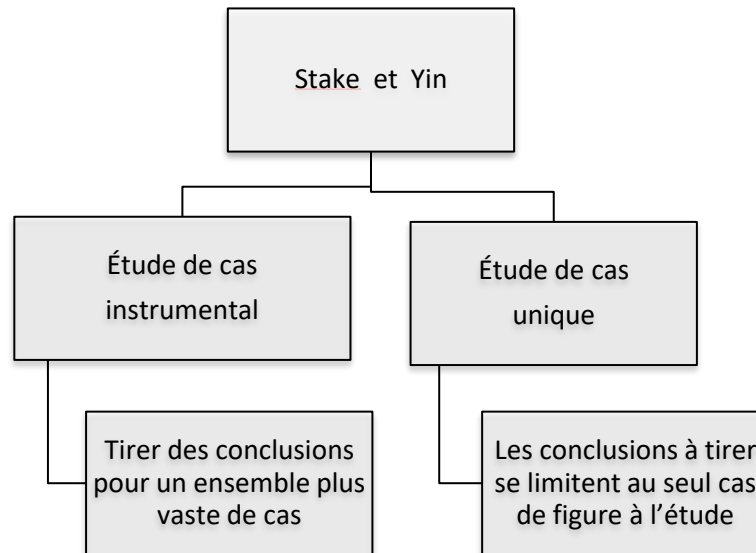 Stake et Yin
Étude de cas
instrumental
Étude de cas
unique
Tirer des conclusions
pour un ensemble plus
vaste de cas
Les conclusions à tirer
se limitent au seul cas
de figure à l’étude